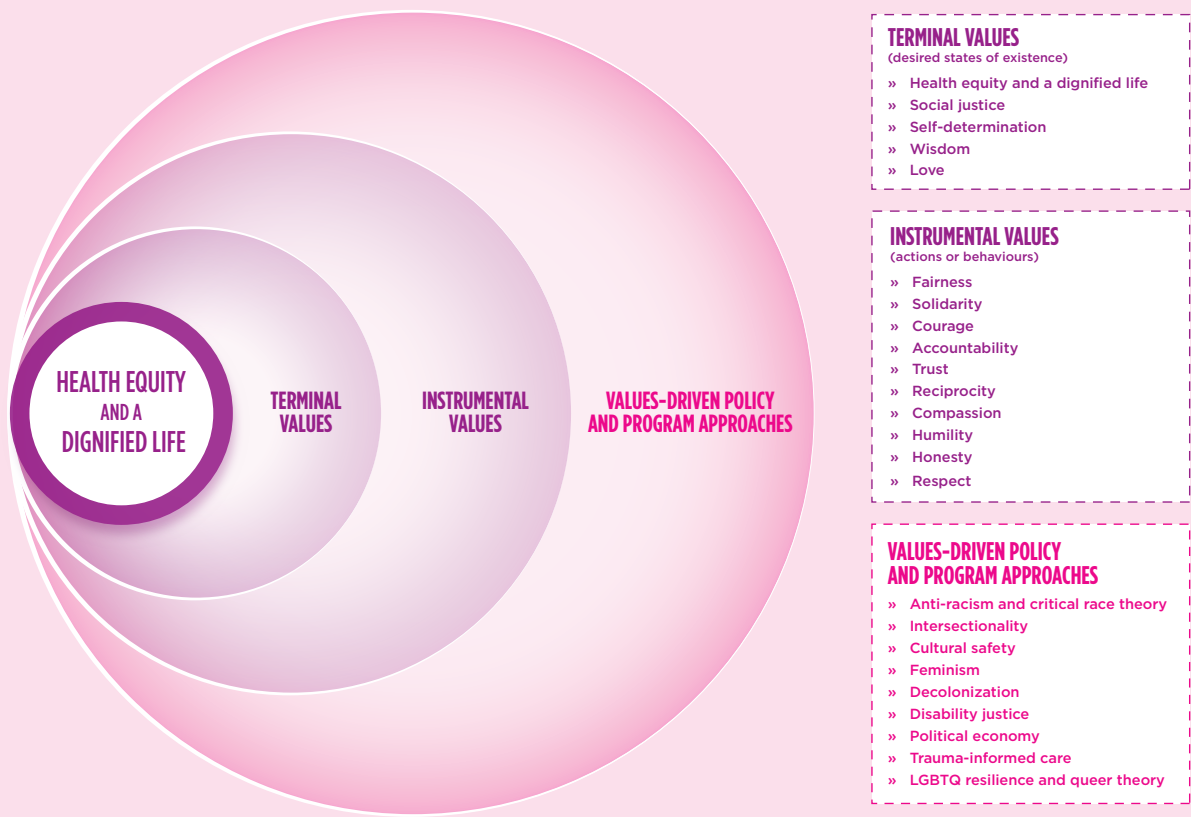 HEALTH EQUITY
AND A
DIGNIFIED LIFE
TERMINAL
VALUES
INSTRUMENTAL
VALUES
VALUES-DRIVEN POLICY
AND PROGRAM APPROACHES
TERMINAL VALUES
(desired states of existence)
» Health equity and a dignified life
» Social justice
» Self-determination
» Wisdom
» Love
INSTRUMENTAL VALUES
(actions or behaviours)
» Fairness
» Solidarity
» Courage
» Accountability
» Trust
» Reciprocity
» Compassion
» Humility
» Honesty
» Respect
VALUES-DRIVEN POLICY
AND PROGRAM APPROACHES
» Anti-racism and critical race theory
» Intersectionality
» Cultural safety
» Feminism
» Decolonization
» Disability justice
» Political economy
» Trauma-informed care
» LGBTQ resilience and queer theory